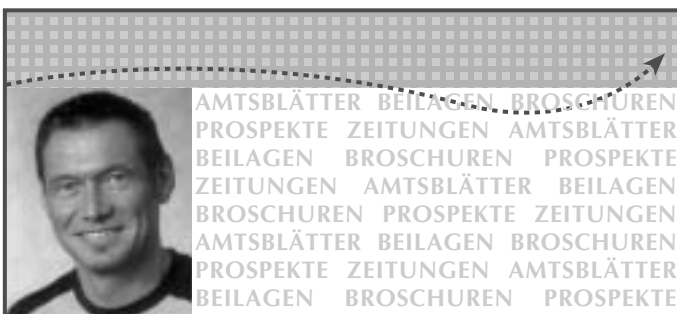 AMTSBLÄTTER BEILAGEN BROSCHUREN
PROSPEKTE ZEITUNGEN AMTSBLÄTTER
BEILAGEN BROSCHUREN PROSPEKTE
ZEITUNGEN AMTSBLÄTTER BEILAGEN
BROSCHUREN PROSPEKTE ZEITUNGEN
AMTSBLÄTTER BEILAGEN BROSCHUREN
PROSPEKTE ZEITUNGEN AMTSBLÄTTER
BEILAGEN BROSCHUREN PROSPEKTE